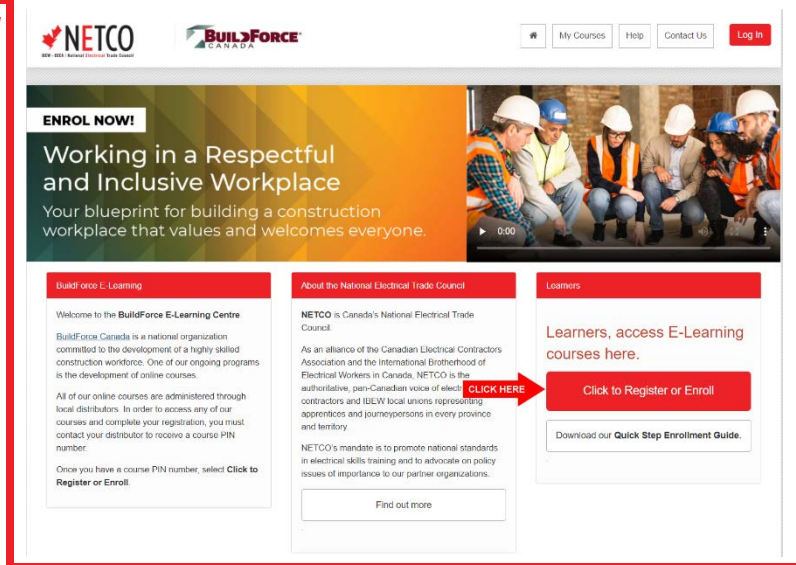 NETCO
IBEW - CECA | National Electrical Trade Council
BUILDFORCE
CANADA
My Courses
Help
Contact Us
Log In
ENROL NOW!
Working in a Respectful
and Inclusive Workplace
Your blueprint for building a construction
workplace that values and welcomes everyone.
0:00
BuildForce E-Learning
Welcome to the BuildForce E-Learning Centre
BuildForce Canada is a national organization
committed to the development of a highly skilled
construction workforce. One of our ongoing programs
is the development of online courses.
All of our online courses are administered through
local distributors. In order to access any of our
courses and complete your registration, you must
contact your distributor to receive a course PIN
number.
Once you have a course PIN number, select Click to
Register or Enroll.
About the National Electrical Trade Council
NETCO is Canada's National Electrical Trade
Council.
As an alliance of the Canadian Electrical Contractors
Association and the International Brotherhood of
Electrical Workers in Canada, NETCO is the
authoritative, pan-Canadian voice of elect
contractors and IBEW local unions representing
apprentices and journeypersons in every province
and territory.
NETCO's mandate is to promote national standards
in electrical skills training and to advocate on policy
issues of importance to our partner organizations.
Find out more
Learners
Learners, access E-Learning
courses here.
CLICK HERE
Click to Register or Enroll
Download our Quick Step Enrollment Guide.